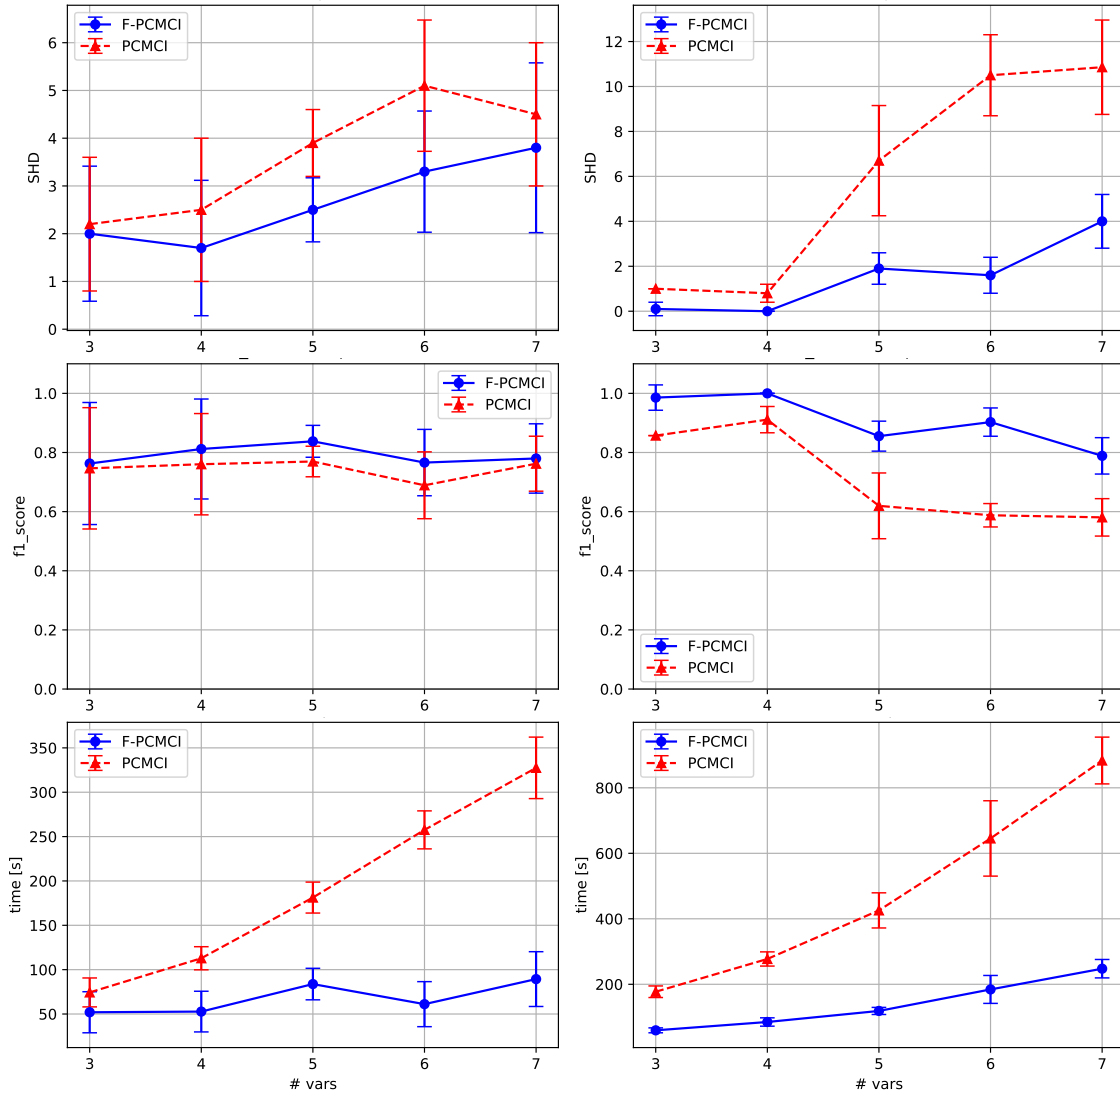 F-PCMCI
PCMCI
SHD
6
5
4
3
2
1
0
3 4 5 6 7
F-PCMCI
PCMCI
SHD
12
10
8
6
4
2
0
3 4 5 6 7
F-PCMCI
PCMCI
f1_score
1.0
0.8
0.6
0.4
0.2
0.0
3 4 5 6 7
F-PCMCI
PCMCI
f1_score
1.0
0.8
0.6
0.4
0.2
0.0
3 4 5 6 7
F-PCMCI
PCMCI
time [s]
350
300
250
200
150
100
50
3 4 5 6 7
# vars
F-PCMCI
PCMCI
time [s]
800
600
400
200
3 4 5 6 7
# vars